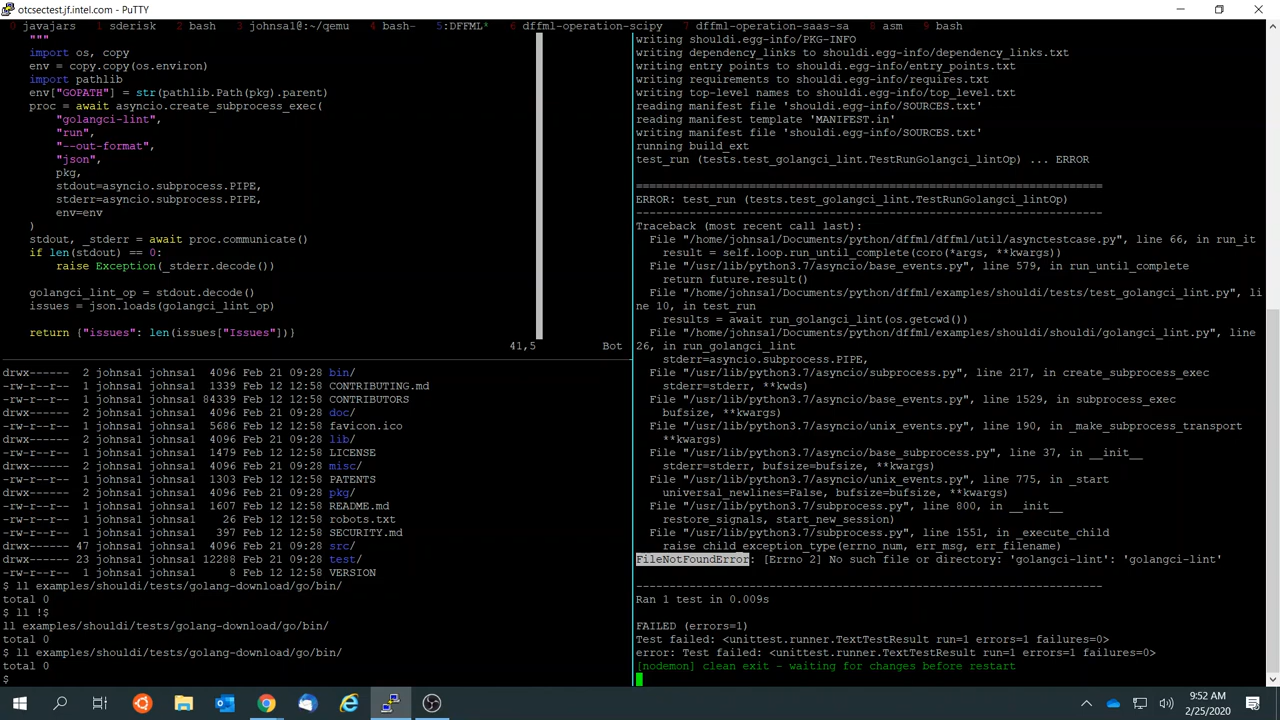 otcsectest.jf.intel.com - PuTTY
0 javajars  1 sderisk  2 bash  3 johnsal@:~/qemu  4 bash-  5:DFFML*  6 dffml-operation-scipy  7 dffml-operation-saas-sa  8 asm  9 bash
"""
import os, copy
env = copy.copy(os.environ)
import pathlib
env["GOPATH"] = str(pathlib.Path(pkg).parent)
proc = await asyncio.create_subprocess_exec(
"golangci-lint",
"run",
"--out-format",
"json",
pkg,
stdout=asyncio.subprocess.PIPE,
stderr=asyncio.subprocess.PIPE,
env=env
)
stdout, _stderr = await proc.communicate()
if len(stdout) == 0:
raise Exception(_stderr.decode())
golangci_lint_op = stdout.decode()
issues = json.loads(golangci_lint_op)
return {"issues": len(issues["Issues"])}
41,5 Bot
drwx------ 2 johnsal johnsal 4096 Feb 21 09:28 bin/
-rw-r--r-- 1 johnsal johnsal 1339 Feb 12 12:58 CONTRIBUTING.md
-rw-r--r-- 1 johnsal johnsal 84339 Feb 12 12:58 CONTRIBUTORS
drwx------ 2 johnsal johnsal 4096 Feb 21 09:28 doc/
-rw-r--r-- 1 johnsal johnsal 5686 Feb 12 12:58 favicon.ico
drwx------ 2 johnsal johnsal 4096 Feb 21 09:28 lib/
-rw-r--r-- 1 johnsal johnsal 1479 Feb 12 12:58 LICENSE
drwx------ 2 johnsal johnsal 4096 Feb 21 09:28 misc/
-rw-r--r-- 1 johnsal johnsal 1303 Feb 12 12:58 PATENTS
drwx------ 2 johnsal johnsal 4096 Feb 21 09:28 pkg/
-rw-r--r-- 1 johnsal johnsal 1607 Feb 12 12:58 README.md
-rw-r--r-- 1 johnsal johnsal 26 Feb 12 12:58 robots.txt
-rw-r--r-- 1 johnsal johnsal 397 Feb 12 12:58 SECURITY.md
drwx------ 47 johnsal johnsal 4096 Feb 21 09:28 src/
drwx------ 23 johnsal johnsal 12288 Feb 21 09:28 test/
-rw-r--r-- 1 johnsal johnsal 8 Feb 12 12:58 VERSION
$ ll examples/shouldi/tests/golang-download/go/bin/
total 0
$ ll !$
ll examples/shouldi/tests/golang-download/go/bin/
total 0
$ ll examples/shouldi/tests/golang-download/go/bin/
total 0
$
writing shouldi.egg-info/PKG-INFO
writing dependency_links to shouldi.egg-info/dependency_links.txt
writing entry points to shouldi.egg-info/entry_points.txt
writing requirements to shouldi.egg-info/requires.txt
writing top-level names to shouldi.egg-info/top_level.txt
reading manifest file 'shouldi.egg-info/SOURCES.txt'
reading manifest template 'MANIFEST.in'
writing manifest file 'shouldi.egg-info/SOURCES.txt'
running build_ext
test_run (tests.test_golangci_lint.TestRunGolangci_lintOp) ... ERROR
======================================================================
ERROR: test_run (tests.test_golangci_lint.TestRunGolangci_lintOp)
----------------------------------------------------------------------
Traceback (most recent call last):
File "/home/johnsal/Documents/python/dffml/dffml/util/asynctestcase.py", line 66, in run_it
result = self.loop.run_until_complete(coro(*args, **kwargs))
File "/usr/lib/python3.7/asyncio/base_events.py", line 579, in run_until_complete
return future.result()
File "/home/johnsal/Documents/python/dffml/examples/shouldi/tests/test_golangci_lint.py", li
ne 10, in test_run
results = await run_golangci_lint(os.getcwd())
File "/home/johnsal/Documents/python/dffml/examples/shouldi/shouldi/golangci_lint.py", line
26, in run_golangci_lint
stderr=asyncio.subprocess.PIPE,
File "/usr/lib/python3.7/asyncio/subprocess.py", line 217, in create_subprocess_exec
stderr=stderr, **kwds)
File "/usr/lib/python3.7/asyncio/base_events.py", line 1529, in subprocess_exec
bufsize, **kwargs)
File "/usr/lib/python3.7/asyncio/unix_events.py", line 190, in _make_subprocess_transport
**kwargs)
File "/usr/lib/python3.7/asyncio/base_subprocess.py", line 37, in __init__
stderr=stderr, bufsize=bufsize, **kwargs)
File "/usr/lib/python3.7/asyncio/unix_events.py", line 775, in _start
universal_newlines=False, bufsize=bufsize, **kwargs)
File "/usr/lib/python3.7/subprocess.py", line 800, in __init__
restore_signals, start_new_session)
File "/usr/lib/python3.7/subprocess.py", line 1551, in _execute_child
raise child_exception_type(errno_num, err_msg, err_filename)
FileNotFoundError: [Errno 2] No such file or directory: 'golangci-lint': 'golangci-lint'
----------------------------------------------------------------------
Ran 1 test in 0.009s
FAILED (errors=1)
Test failed: <unittest.runner.TextTestResult run=1 errors=1 failures=0>
error: Test failed: <unittest.runner.TextTestResult run=1 errors=1 failures=0>
[nodemon] clean exit - waiting for changes before restart
9:52 AM
2/25/2020